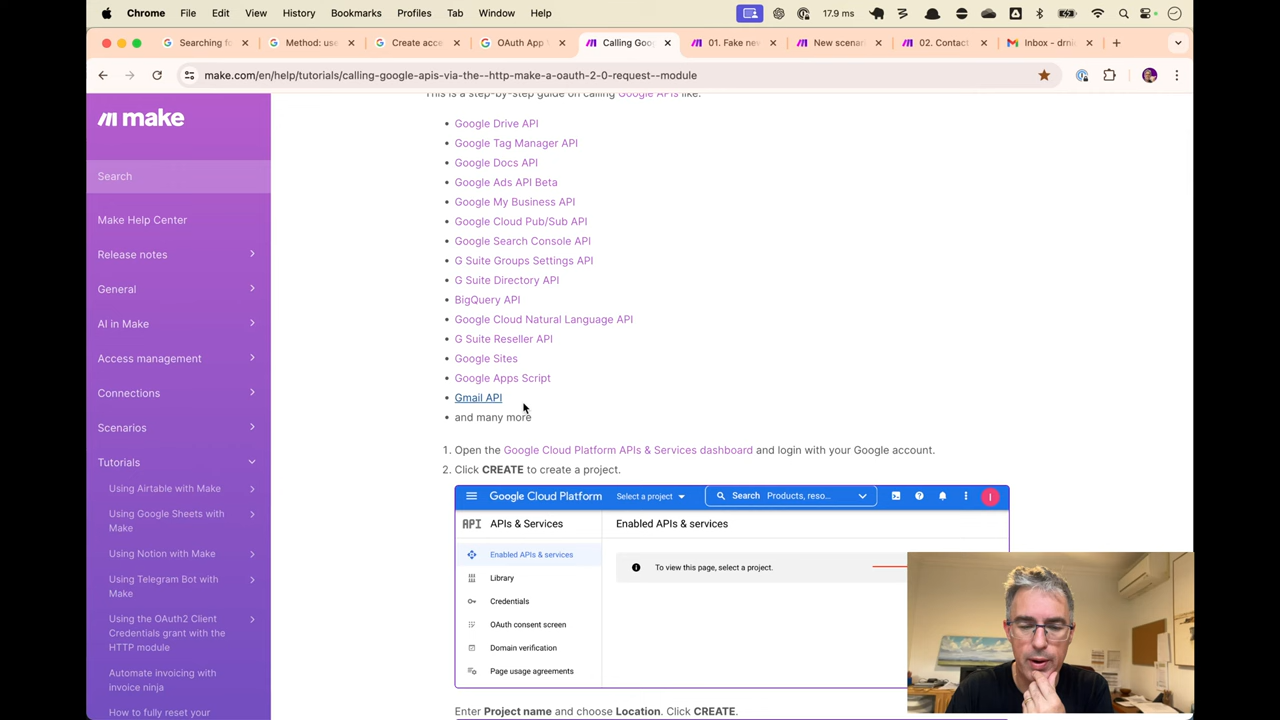 Chrome File Edit View History Bookmarks Profiles Tab Window Help 17.9 ms
Searching fo
Method: use
Create acce
OAuth App V
Calling Goo
01. Fake nev
New scenari
02. Contact
Inbox - drni
make.com/en/help/tutorials/calling-google-apis-via-the--http-make-a-oauth-2-0-request--module
make
Search
Make Help Center
Release notes
General
AI in Make
Access management
Connections
Scenarios
Tutorials
Using Airtable with Make
Using Google Sheets with
Make
Using Notion with Make
Using Telegram Bot with
Make
Using the OAuth2 Client
Credentials grant with the
HTTP module
Automate invoicing with
invoice ninja
How to fully reset your
This is a step-by-step guide on calling Google APIs like:
Google Drive API
Google Tag Manager API
Google Docs API
Google Ads API Beta
Google My Business API
Google Cloud Pub/Sub API
Google Search Console API
G Suite Groups Settings API
G Suite Directory API
BigQuery API
Google Cloud Natural Language API
G Suite Reseller API
Google Sites
Google Apps Script
Gmail API
and many more
1. Open the Google Cloud Platform APIs & Services dashboard and login with your Google account.
2. Click CREATE to create a project.
Google Cloud Platform Select a project Search Products, reso... I
API APIs & Services Enabled APIs & services
Enabled APIs & services
To view this page, select a project.
Library
Credentials
OAuth consent screen
Domain verification
Page usage agreements
Enter Project name and choose Location. Click CREATE.